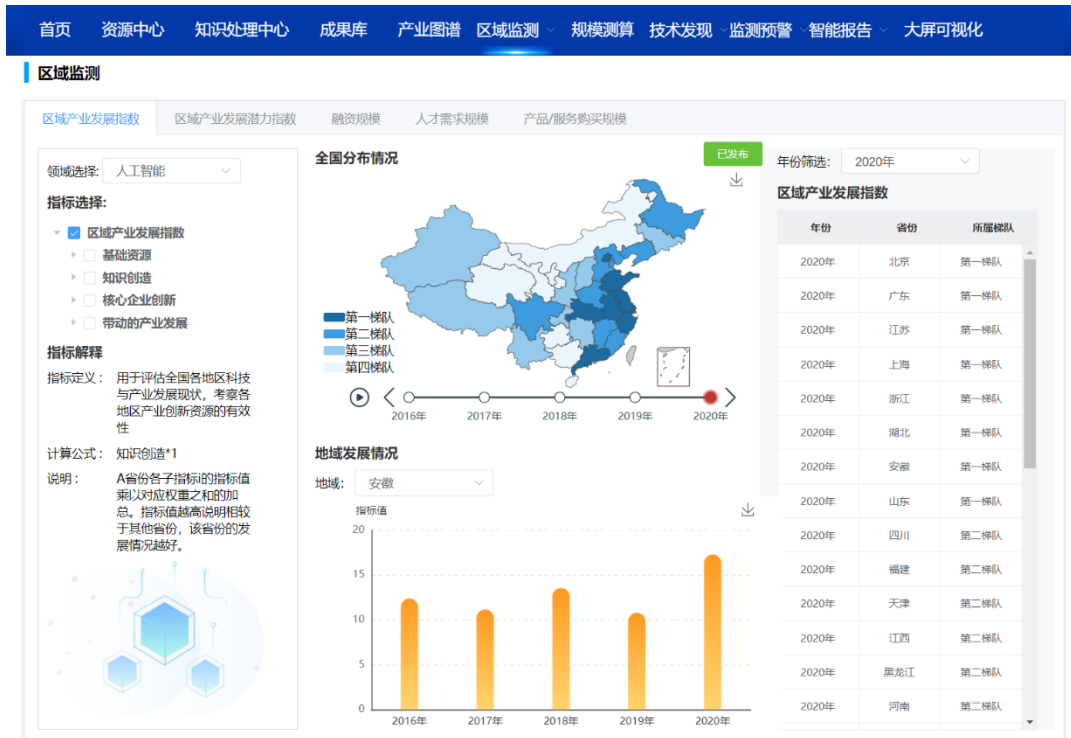 首页 资源中心 知识处理中心 成果库 产业图谱 区域监测 规模测算 技术发现 监测预警 智能报告 大屏可视化
区域监测
区域产业发展指数 区域产业发展潜力指数 融资规模 人才需求规模 产品/服务购买规模
领域选择: 人工智能
指标选择:
区域产业发展指数
基础资源
知识创造
核心企业创新
带动的产业发展
指标解释
指标定义: 用于评估全国各地区科技
与产业发展现状，考察各
地区产业创新资源的有效
性
计算公式: 知识创造*1
说明: A省份各子指标i的指标值
乘以对应权重之和的加
总。指标值越高说明相较
于其他省份，该省份的发
展情况越好。
全国分布情况
已发布
第一梯队
第二梯队
第三梯队
第四梯队
2016年 2017年 2018年 2019年 2020年
地域发展情况
地域: 安徽
指标值
20
15
10
5
0
2016年 2017年 2018年 2019年 2020年
年份筛选: 2020年
区域产业发展指数
年份 省份 所属梯队
2020年 北京 第一梯队
2020年 广东 第一梯队
2020年 江苏 第一梯队
2020年 上海 第一梯队
2020年 浙江 第一梯队
2020年 湖北 第一梯队
2020年 安徽 第一梯队
2020年 山东 第一梯队
2020年 四川 第二梯队
2020年 福建 第二梯队
2020年 天津 第二梯队
2020年 江西 第二梯队
2020年 黑龙江 第二梯队
2020年 河南 第二梯队